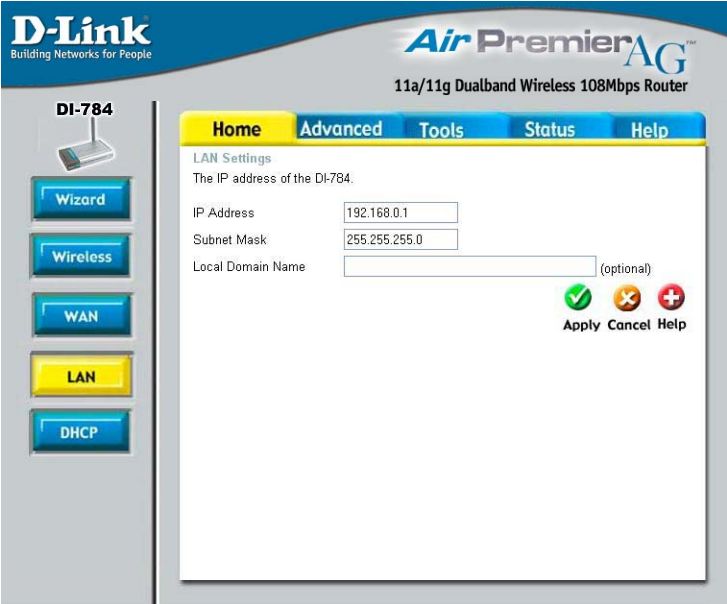 D-Link
Building Networks for People
Air PremierAG™
11a/11g Dualband Wireless 108Mbps Router
DI-784
Home Advanced Tools Status Help
Wizard
Wireless
WAN
LAN
DHCP
LAN Settings
The IP address of the DI-784.
IP Address 192.168.0.1
Subnet Mask 255.255.255.0
Local Domain Name (optional)
Apply Cancel Help